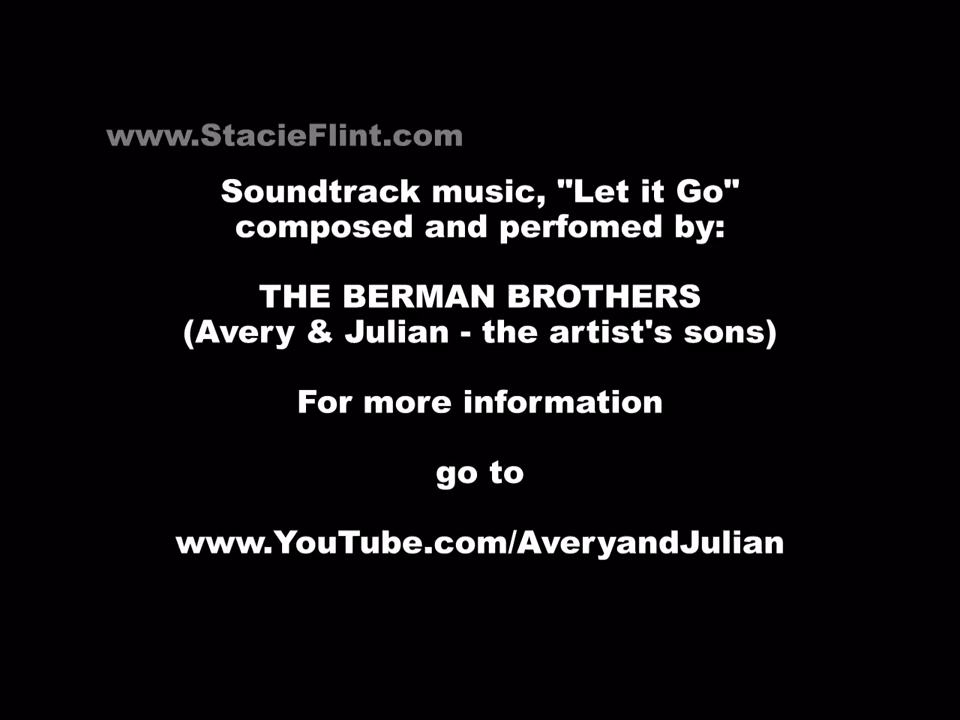 www.StacieFlint.com
Soundtrack music, "Let it Go"
composed and perfomed by:
THE BERMAN BROTHERS
(Avery & Julian - the artist's sons)
For more information
go to
www.YouTube.com/AveryandJulian